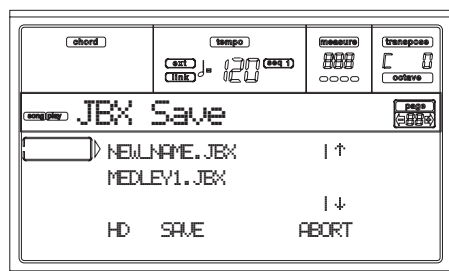 chord tempo measure transpose
ext link ♩= 120 seq 1 888 C 0
octave
song play JBX Save page
NEWLNAME.JBX | ↑
MEDLEY1.JBX
| ↓
HD SAVE ABORT